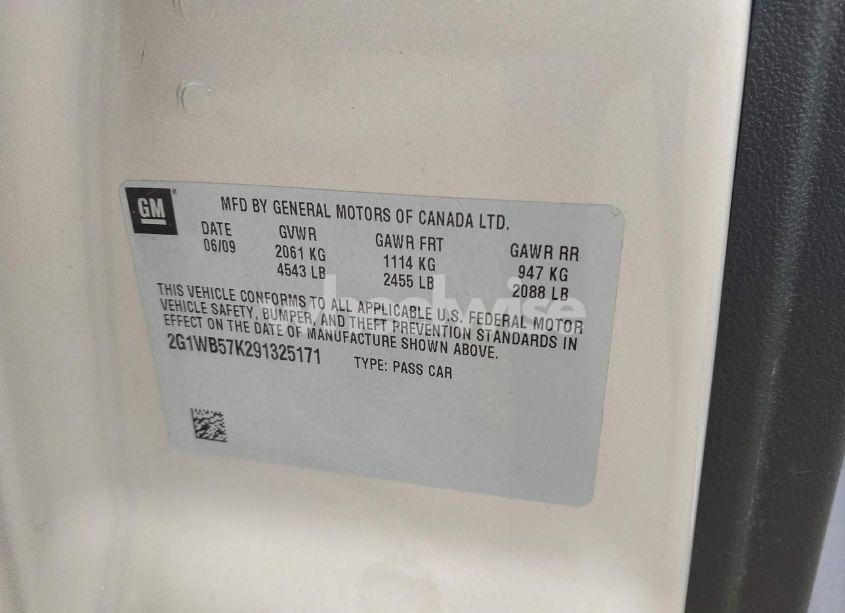 GM
MFD BY GENERAL MOTORS OF CANADA LTD.
DATE GVWR GAWR FRT GAWR RR
06/09 2061 KG 1114 KG 947 KG
4543 LB 2455 LB 2088 LB
THIS VEHICLE CONFORMS TO ALL APPLICABLE U.S. FEDERAL MOTOR
VEHICLE SAFETY, BUMPER, AND THEFT PREVENTION STANDARDS IN
EFFECT ON THE DATE OF MANUFACTURE SHOWN ABOVE.
2G1WB57K291325171 TYPE: PASS CAR